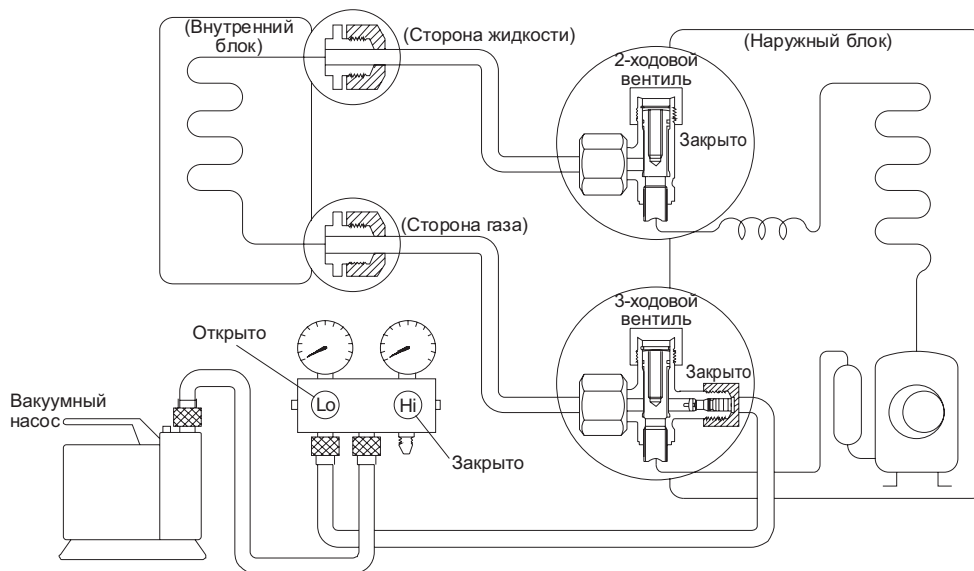 (Внутренний
блок)
(Сторона жидкости)
(Наружный блок)
2-ходовой
вентиль
Закрыто
(Сторона газа)
3-ходовой
вентиль
Закрыто
Открыто
Lo
Hi
Вакуумный
насос
Закрыто